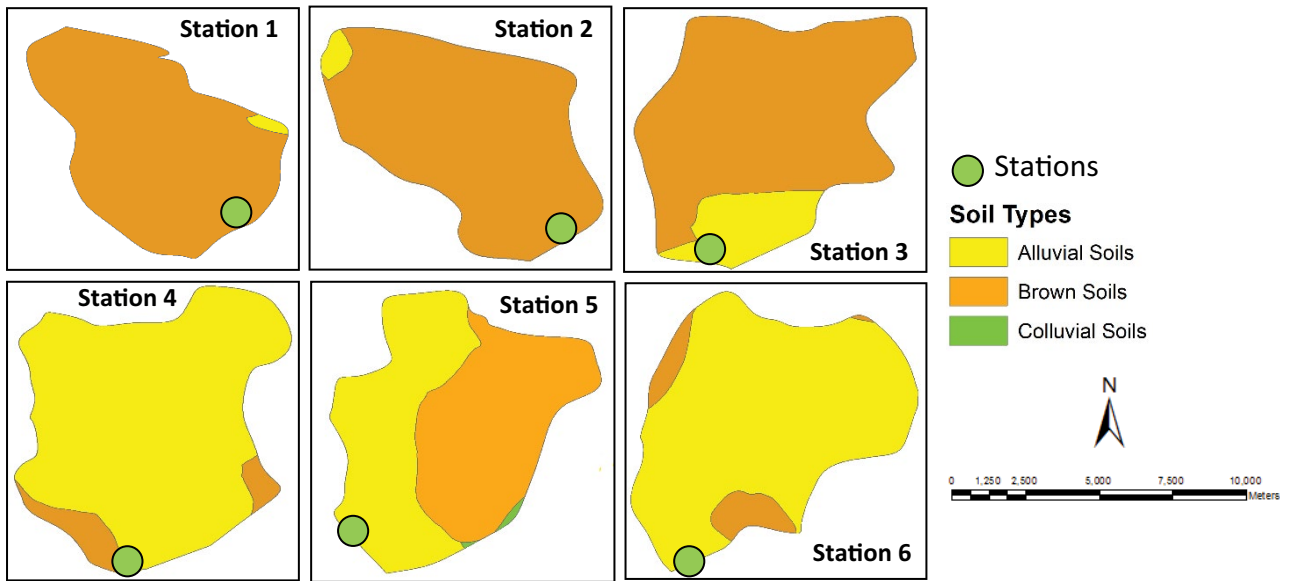 Station 1
Station 2
Station 3
Station 4
Station 5
Station 6
Stations
Soil Types
Alluvial Soils
Brown Soils
Colluvial Soils
N
0 1,250 2,500 5,000 7,500 10,000
Meters